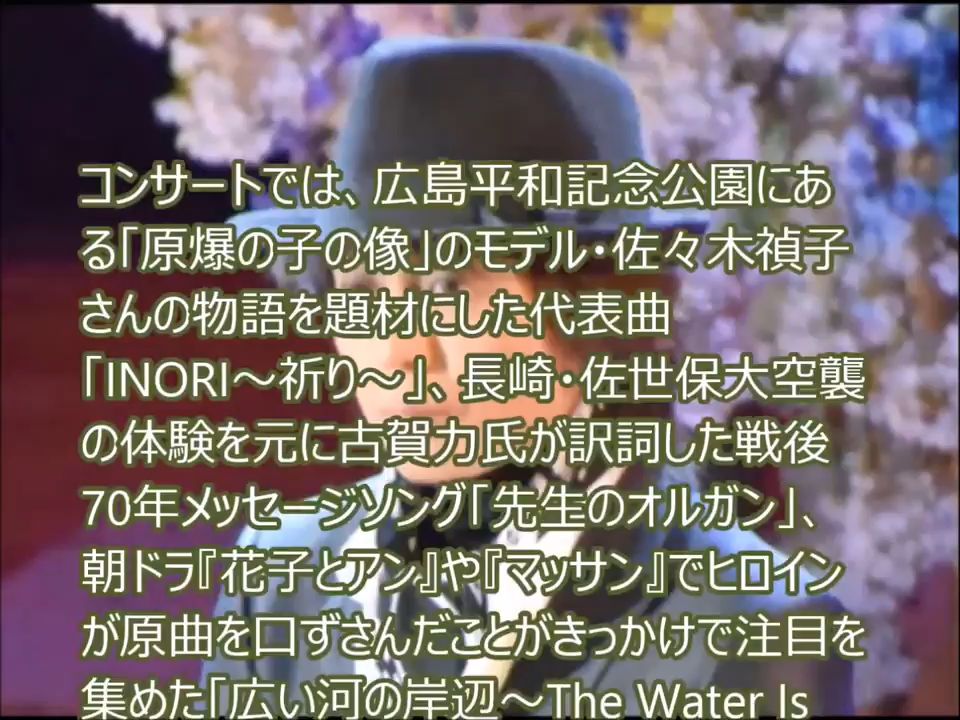 コンサートでは、広島平和記念公園にあ
る「原爆の子の像」のモデル・佐々木禎子
さんの物語を題材にした代表曲
「INORI～祈り～」、長崎・佐世保大空襲
の体験を元に古賀力氏が訳詞した戦後
70年メッセージソング「先生のオルガン」、
朝ドラ『花子とアン』や『マッサン』でヒロイン
が原曲を口ずさんだことがきっかけで注目を
集めた「広い河の岸辺～The Water Is